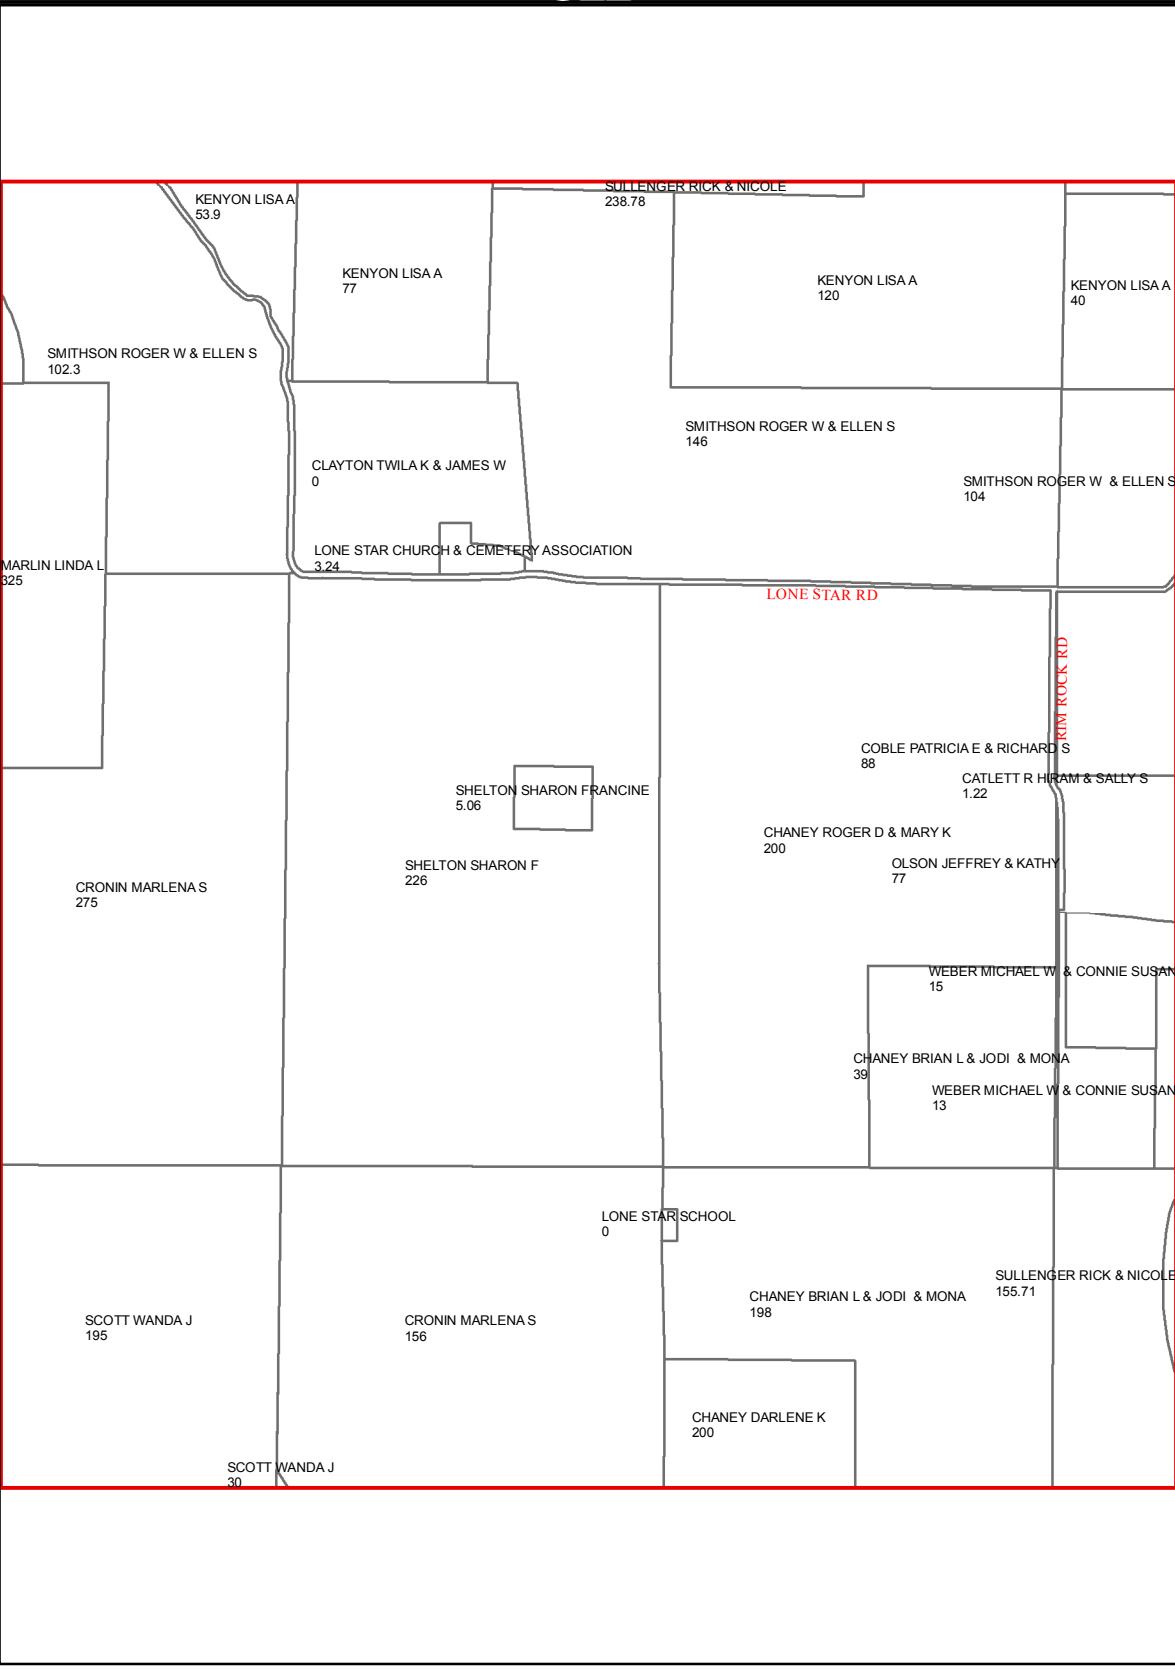 SULLENGER RICK & NICOLE
238.78
KENYON LISA A
53.9
KENYON LISA A
77
KENYON LISA A
120
KENYON LISA A
40
SMITHSON ROGER W & ELLEN S
102.3
SMITHSON ROGER W & ELLEN S
146
CLAYTON TWILA K & JAMES W
0
SMITHSON ROGER W & ELLEN S
104
LONE STAR CHURCH & CEMETERY ASSOCIATION
3.24
MARLIN LINDA L
325
LONE STAR RD
RIM ROCK RD
COBLE PATRICIA E & RICHARD S
88
CATLETT R HIRAM & SALLY S
1.22
SHELTON SHARON FRANCINE
5.06
CHANEY ROGER D & MARY K
200
SHELTON SHARON F
226
OLSON JEFFREY & KATHY
77
CRONIN MARLENA S
275
WEBER MICHAEL W & CONNIE SUSAN
15
CHANEY BRIAN L & JODI & MONA
39
WEBER MICHAEL W & CONNIE SUSAN
13
LONE STAR SCHOOL
0
SULLENGER RICK & NICOLE
155.71
CHANEY BRIAN L & JODI & MONA
198
SCOTT WANDA J
195
CRONIN MARLENA S
156
CHANEY DARLENE K
200
SCOTT WANDA J
30